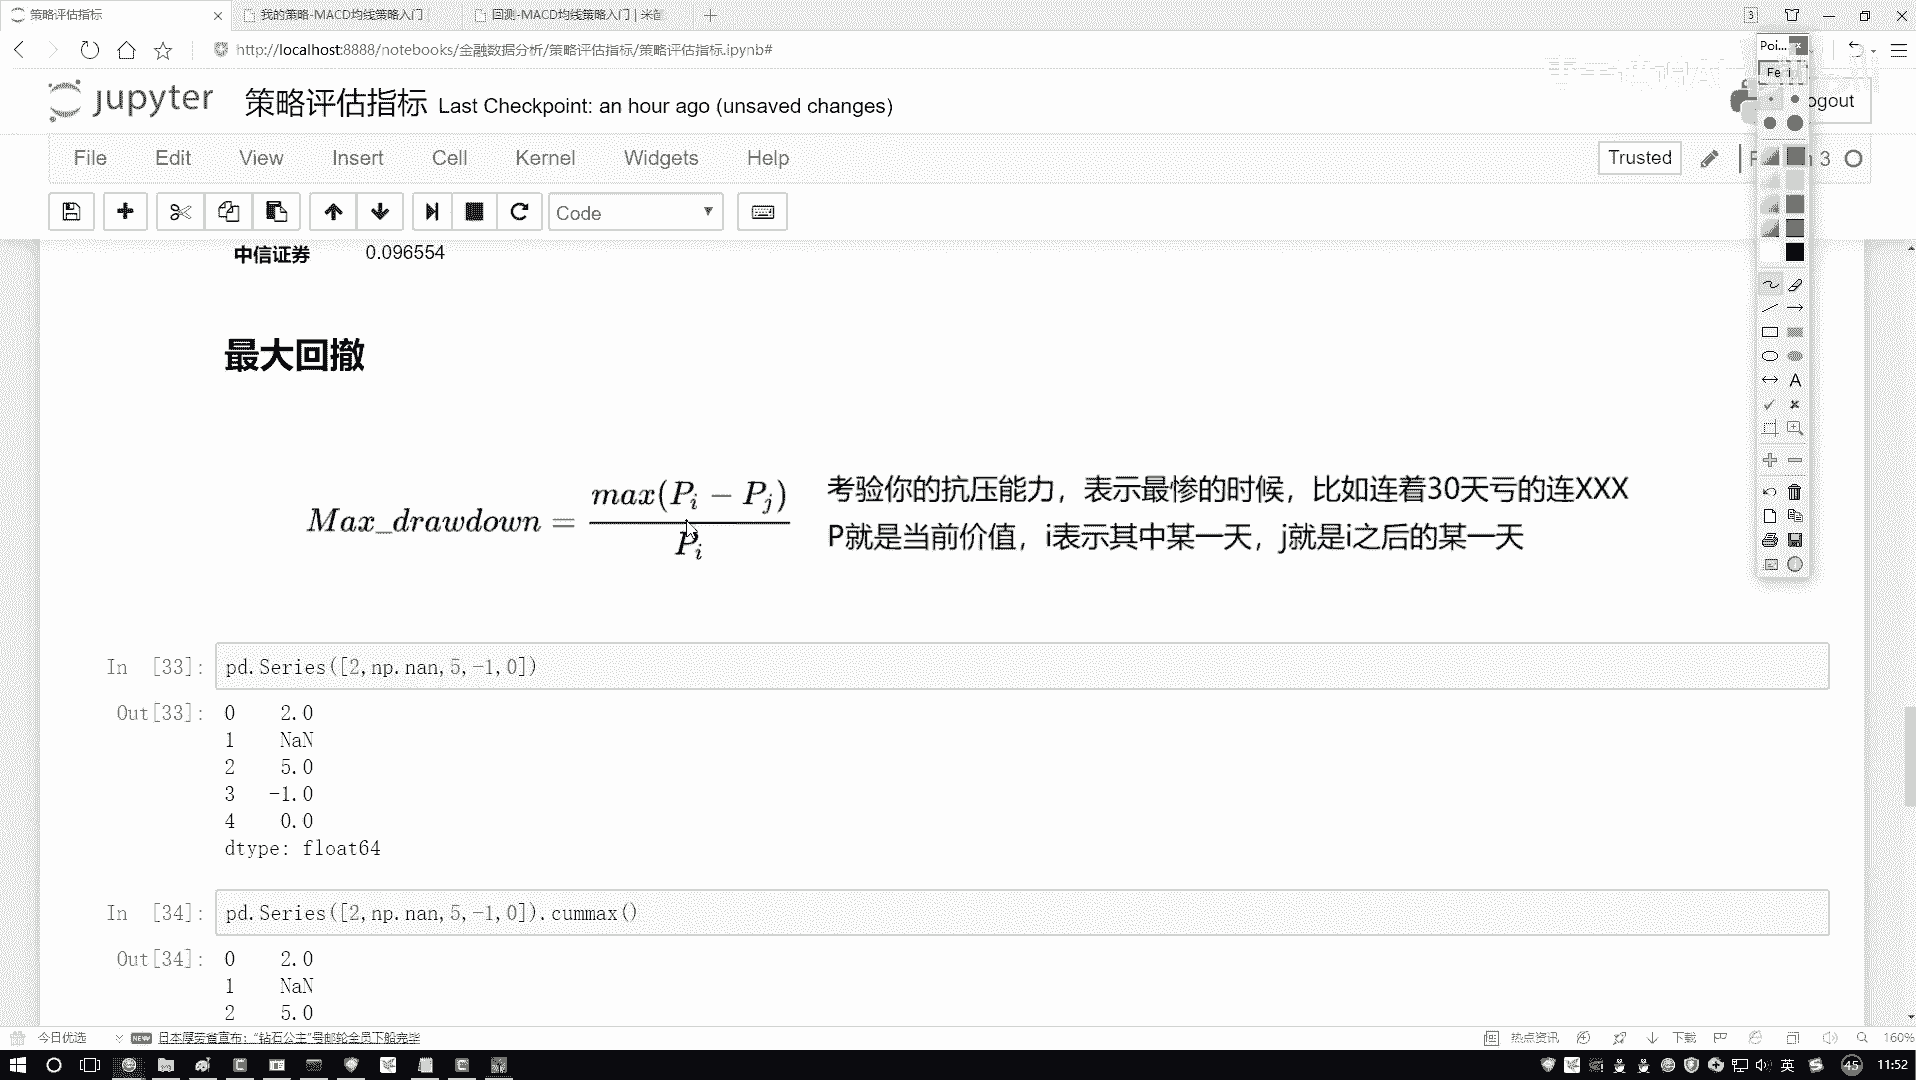 策略评估指标
我的策略-MACD均线策略入门
回测-MACD均线策略入门 | 米筐
3
http://localhost:8888/notebooks/金融数据分析/策略评估指标/策略评估指标.ipynb#
Poi...
jupyter 策略评估指标 Last Checkpoint: an hour ago (unsaved changes)
ogout
File Edit View Insert Cell Kernel Widgets Help
Trusted
3
Code
中信证券 0.096554
最大回撤
Max_drawdown = max(P_i − P_j) / P_i
考验你的抗压能力，表示最惨的时候，比如连着30天亏的连XXX
P就是当前价值，i表示其中某一天，j就是i之后的某一天
In [33]: pd.Series([2,np.nan,5,-1,0])
Out[33]: 0 2.0
1 NaN
2 5.0
3 -1.0
4 0.0
dtype: float64
In [34]: pd.Series([2,np.nan,5,-1,0]).cummax()
Out[34]: 0 2.0
1 NaN
2 5.0
今日优选
NEW 日本厚劳省宣布：“钻石公主”号邮轮全员下船完毕
热点资讯
下载
160%
英
45
11:52